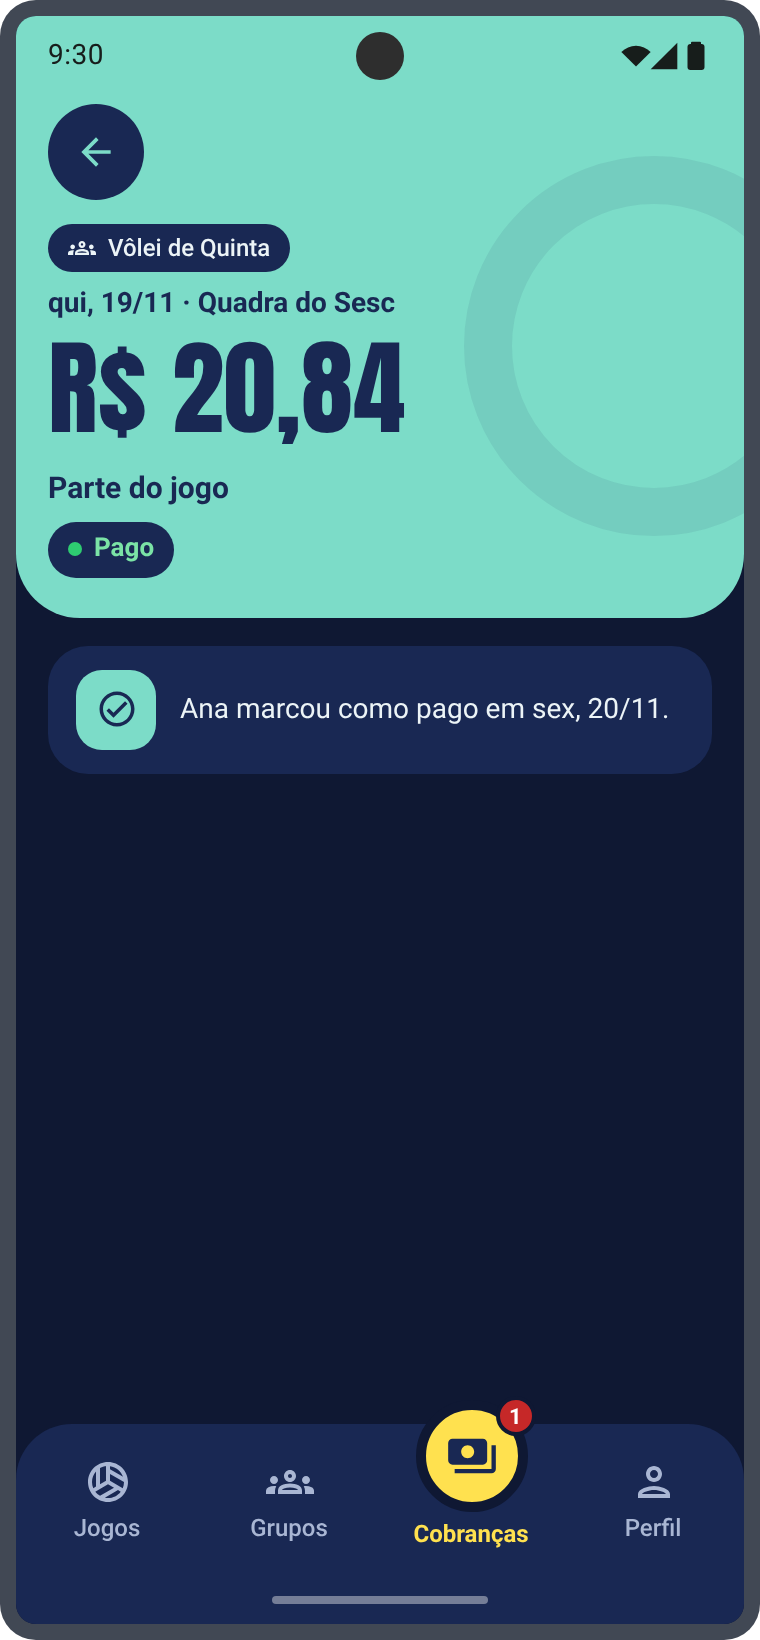 9:30
Vôlei de Quinta
qui, 19/11 · Quadra do Sesc
R$ 20,84
Parte do jogo
Pago
Ana marcou como pago em sex, 20/11.
1
Jogos
Grupos
Cobranças
Perfil